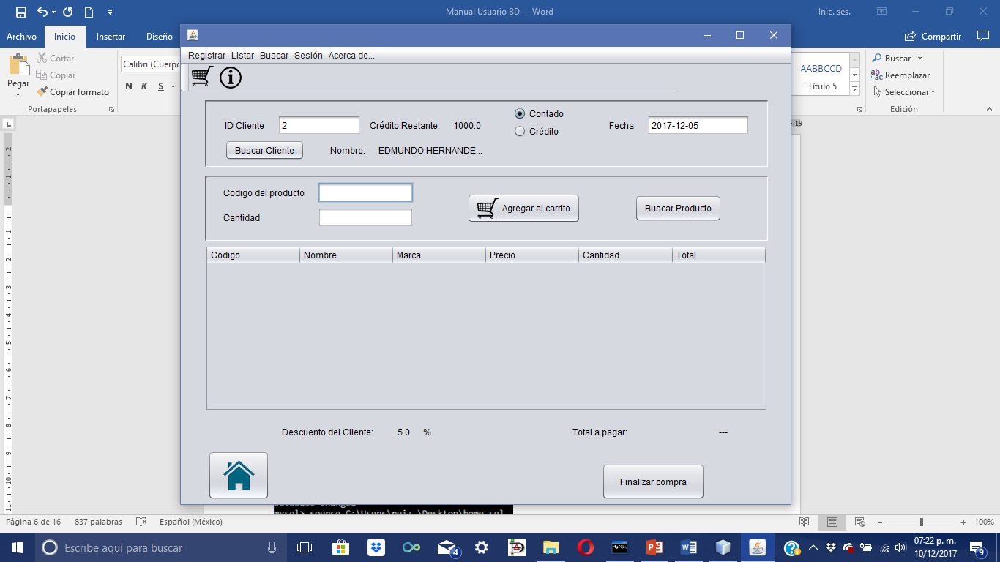 Manual Usuario BD - Word
Inic. ses.
Archivo Inicio Insertar Diseño
Compartir
Pegar
Cortar
Copiar
Copiar formato
Portapapeles
Calibri (Cuerpo
N K S
AABBCCDI
Título 5
Buscar
Reemplazar
Seleccionar
Edición
Registrar Listar Buscar Sesión Acerca de...
ID Cliente 2 Crédito Restante: 1000.0
Contado
Crédito
Fecha 2017-12-05
Buscar Cliente Nombre: EDMUNDO HERNANDE...
Codigo del producto
Cantidad
Agregar al carrito
Buscar Producto
Codigo Nombre Marca Precio Cantidad Total
Descuento del Cliente: 5.0 % Total a pagar: ---
Finalizar compra
mysql> source C:\Users\ruiz_\Desktop\home.sql
Página 6 de 16 837 palabras Español (México) 100%
Escribe aquí para buscar
4
07:22 p. m.
10/12/2017
9